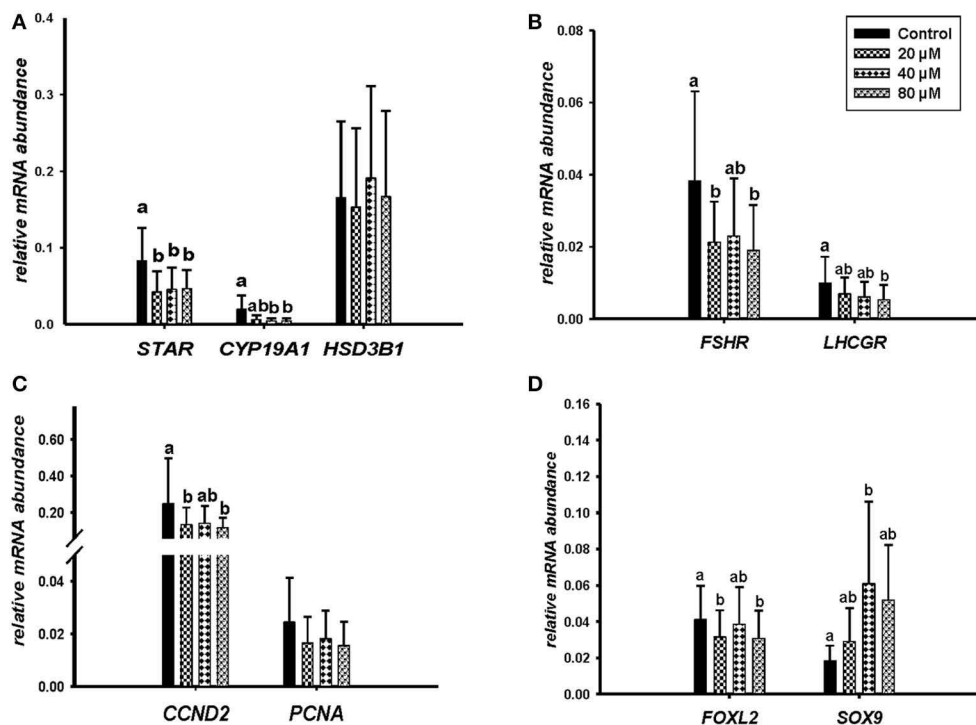 A
relative mRNA abundance
0.4
0.3
0.2
0.1
0.0
a
b b b
a
ab b b
STAR CYP19A1 HSD3B1
B
relative mRNA abundance
0.08
0.06
0.04
0.02
0.00
a
b
ab
b
a
ab ab b
FSHR LHCGR
Control
20 µM
40 µM
80 µM
C
relative mRNA abundance
0.60
0.40
0.20
0.04
0.02
0.00
a
b
ab
b
CCND2 PCNA
D
relative mRNA abundance
0.16
0.14
0.12
0.10
0.08
0.06
0.04
0.02
0.00
a
b
ab
b
a
ab
b
ab
FOXL2 SOX9